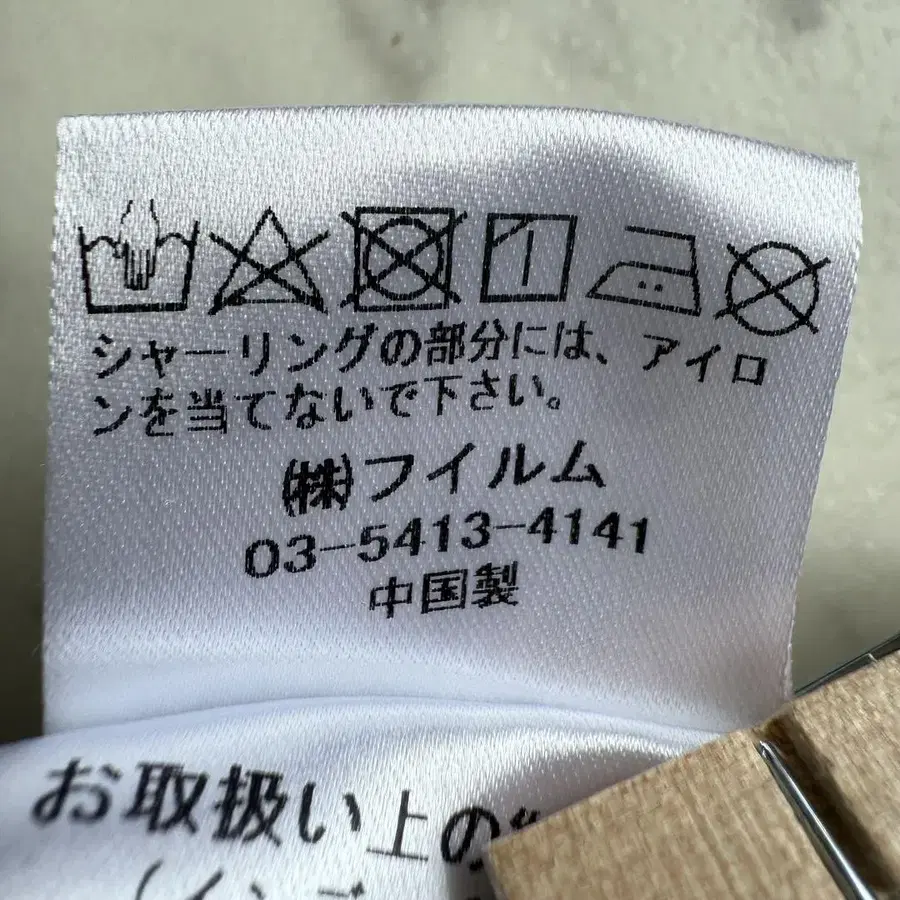 シャーリングの部分には、アイロ
ンを当てないで下さい。
㈱フイルム
03-5413-4141
中国製
お取扱い上の